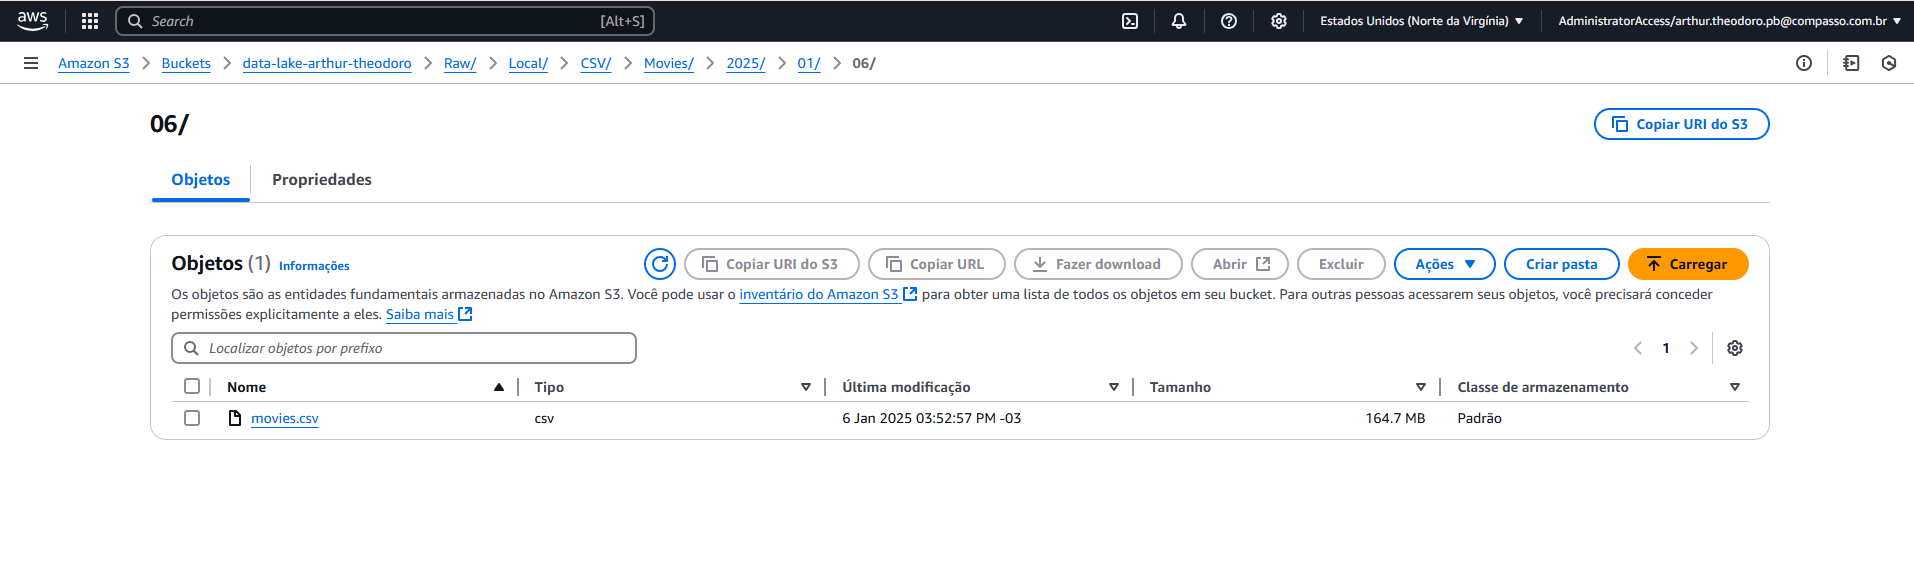 aws Search [Alt+S] Estados Unidos (Norte da Virgínia) AdministratorAccess/arthur.theodoro.pb@compasso.com.br
Amazon S3 Buckets data-lake-arthur-theodoro Raw/ Local/ CSV/ Movies/ 2025/ 01/ 06/
06/ Copiar URI do S3
Objetos Propriedades
Objetos (1) Informações Copiar URI do S3 Copiar URL Fazer download Abrir Excluir Ações Criar pasta Carregar
Os objetos são as entidades fundamentais armazenadas no Amazon S3. Você pode usar o inventário do Amazon S3 para obter uma lista de todos os objetos em seu bucket. Para outras pessoas acessarem seus objetos, você precisará conceder
permissões explicitamente a eles. Saiba mais
Localizar objetos por prefixo 1
Nome Tipo Última modificação Tamanho Classe de armazenamento
movies.csv csv 6 Jan 2025 03:52:57 PM -03 164.7 MB Padrão